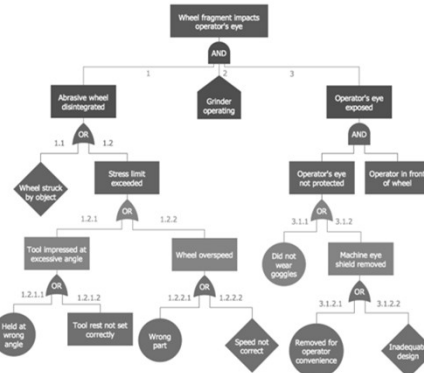 Wheel fragment impacts
operator's eye
AND
1
2
3
Abrasive wheel
disintegrated
Grinder
operating
Operator's eye
exposed
OR
AND
1.1
1.2
Wheel struck
by object
Stress limit
exceeded
Operator's eye
not protected
Operator in front
of wheel
OR
OR
1.2.1
1.2.2
3.1.1
3.1.2
Tool impressed at
excessive angle
Wheel overspeed
Did not
wear
goggles
Machine eye
shield removed
OR
OR
OR
1.2.1.1
1.2.1.2
1.2.2.1
1.2.2.2
3.1.2.1
3.1.2.2
Held at
wrong
angle
Tool rest not set
correctly
Wrong
part
Speed not
correct
Removed for
operator
convenience
Inadequate
design